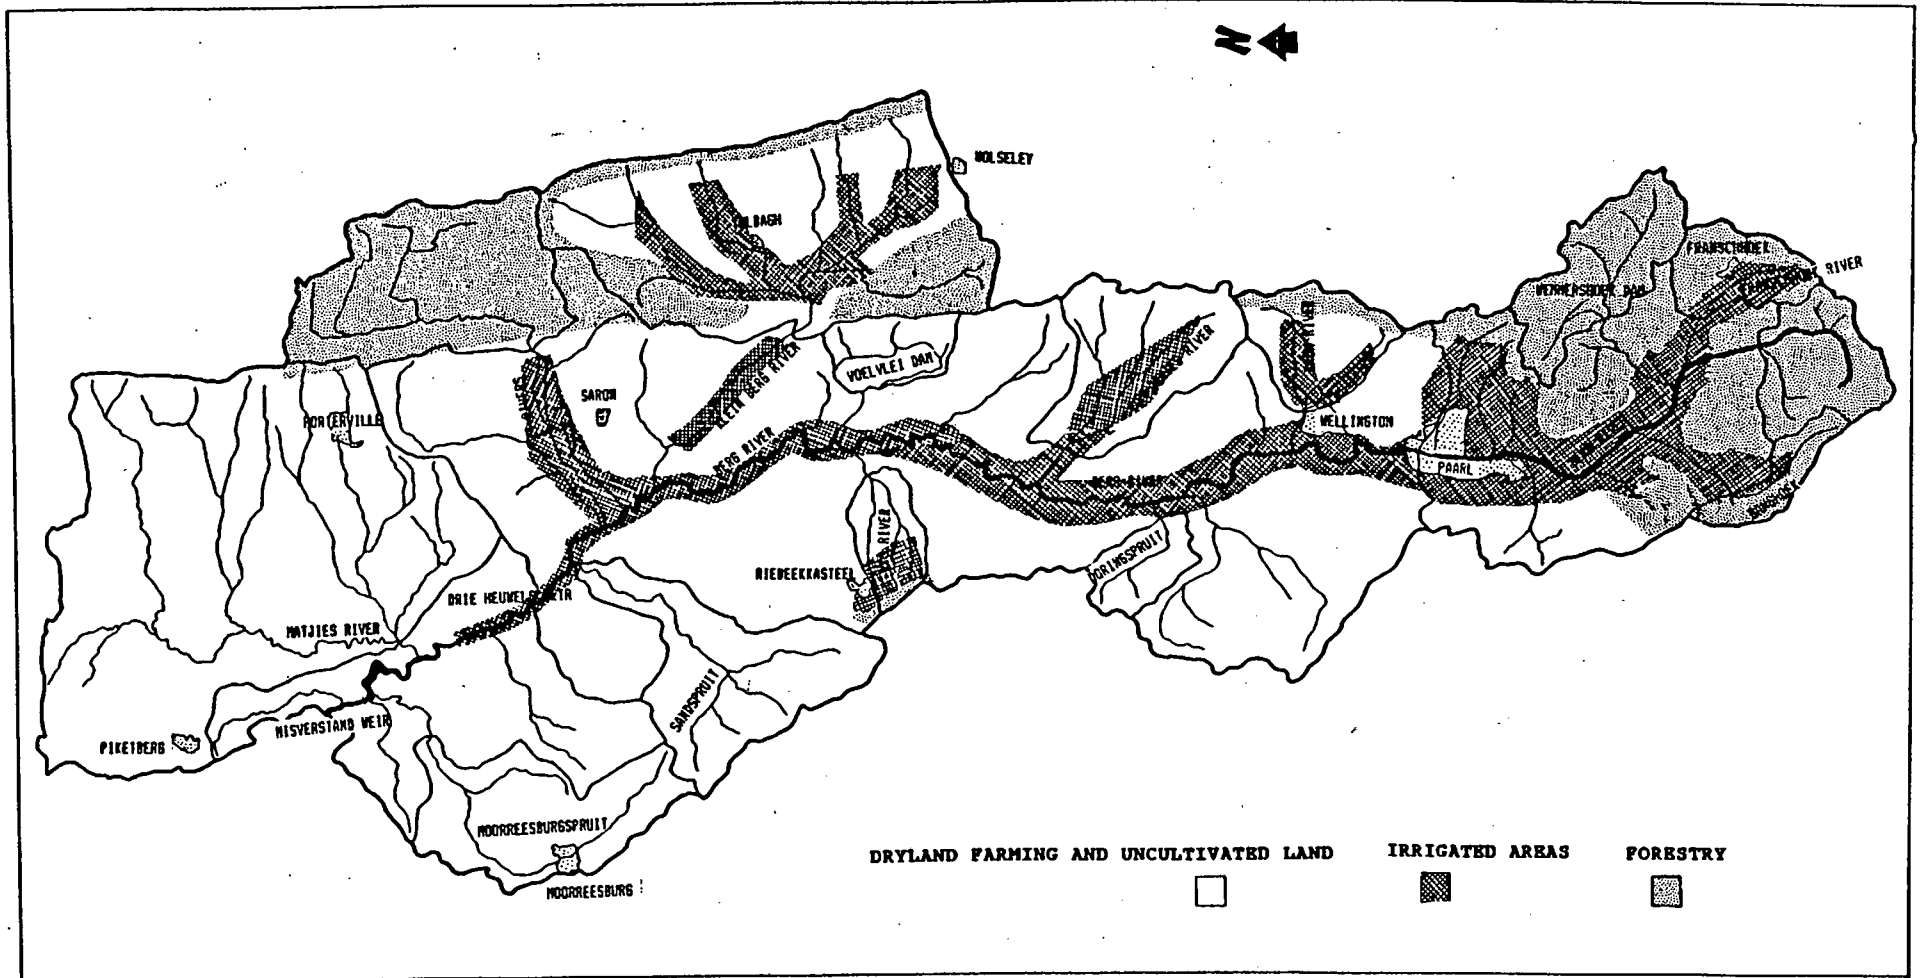 N
WOLSELEY
FRANSCHHOEK
RIVER
WEMMERSHOEK DAM
RIVER
RIVER
VOELVLEI DAM
KLEIN BERG RIVER
SARON
PORTERVILLE
WELLINGTON
BERG RIVER
PAARL
BERG RIVER
RIVER
DORINGSPRUIT
RIEBEEKKASTEEL
DRIE HEUWELS WEIR
MATJIES RIVER
SANDSPRUIT
MISVERSTAND WEIR
PIKETBERG
MOORREESBURGSPRUIT
MOORREESBURG
DRYLAND FARMING AND UNCULTIVATED LAND
IRRIGATED AREAS
FORESTRY